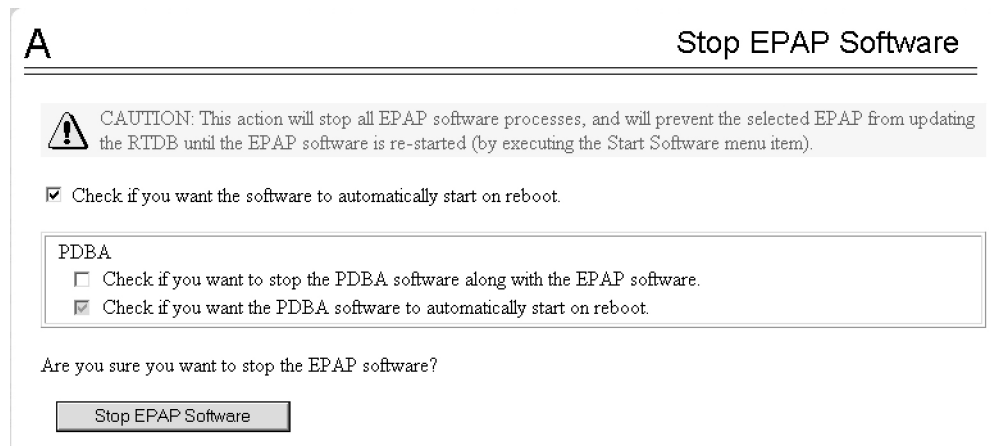 A
Stop EPAP Software
CAUTION: This action will stop all EPAP software processes, and will prevent the selected EPAP from updating
the RTDB until the EPAP software is re-started (by executing the Start Software menu item).
Check if you want the software to automatically start on reboot.
PDBA
Check if you want to stop the PDBA software along with the EPAP software.
Check if you want the PDBA software to automatically start on reboot.
Are you sure you want to stop the EPAP software?
Stop EPAP Software